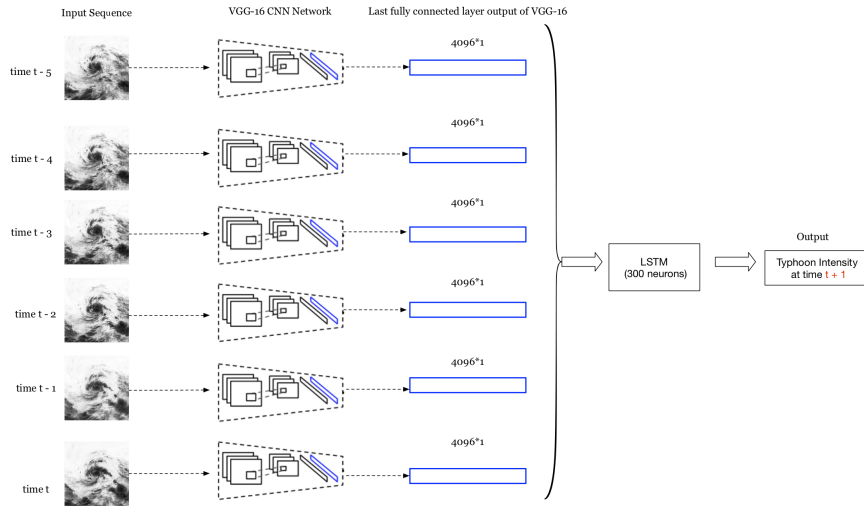 Input Sequence
VGG-16 CNN Network
Last fully connected layer output of VGG-16
4096*1
time t - 5
4096*1
time t - 4
4096*1
time t - 3
4096*1
time t - 2
4096*1
time t - 1
4096*1
time t
LSTM
(300 neurons)
Output
Typhoon Intensity
at time t + 1